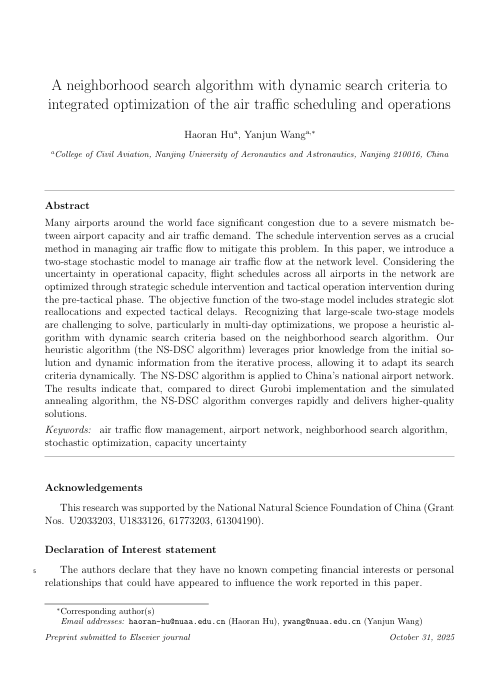 A neighborhood search algorithm with dynamic search criteria to
integrated optimization of the air traffic scheduling and operations
Haoran Huᵃ, Yanjun Wangᵃ,*
ᵃCollege of Civil Aviation, Nanjing University of Aeronautics and Astronautics, Nanjing 210016, China
Abstract
Many airports around the world face significant congestion due to a severe mismatch be-
tween airport capacity and air traffic demand. The schedule intervention serves as a crucial
method in managing air traffic flow to mitigate this problem. In this paper, we introduce a
two-stage stochastic model to manage air traffic flow at the network level. Considering the
uncertainty in operational capacity, flight schedules across all airports in the network are
optimized through strategic schedule intervention and tactical operation intervention during
the pre-tactical phase. The objective function of the two-stage model includes strategic slot
reallocations and expected tactical delays. Recognizing that large-scale two-stage models
are challenging to solve, particularly in multi-day optimizations, we propose a heuristic al-
gorithm with dynamic search criteria based on the neighborhood search algorithm. Our
heuristic algorithm (the NS-DSC algorithm) leverages prior knowledge from the initial so-
lution and dynamic information from the iterative process, allowing it to adapt its search
criteria dynamically. The NS-DSC algorithm is applied to China's national airport network.
The results indicate that, compared to direct Gurobi implementation and the simulated
annealing algorithm, the NS-DSC algorithm converges rapidly and delivers higher-quality
solutions.
Keywords: air traffic flow management, airport network, neighborhood search algorithm,
stochastic optimization, capacity uncertainty
Acknowledgements
This research was supported by the National Natural Science Foundation of China (Grant
Nos. U2033203, U1833126, 61773203, 61304190).
Declaration of Interest statement
5 The authors declare that they have no known competing financial interests or personal
relationships that could have appeared to influence the work reported in this paper.
*Corresponding author(s)
Email addresses: haoran-hu@nuaa.edu.cn (Haoran Hu), ywang@nuaa.edu.cn (Yanjun Wang)
Preprint submitted to Elsevier journal October 31, 2025